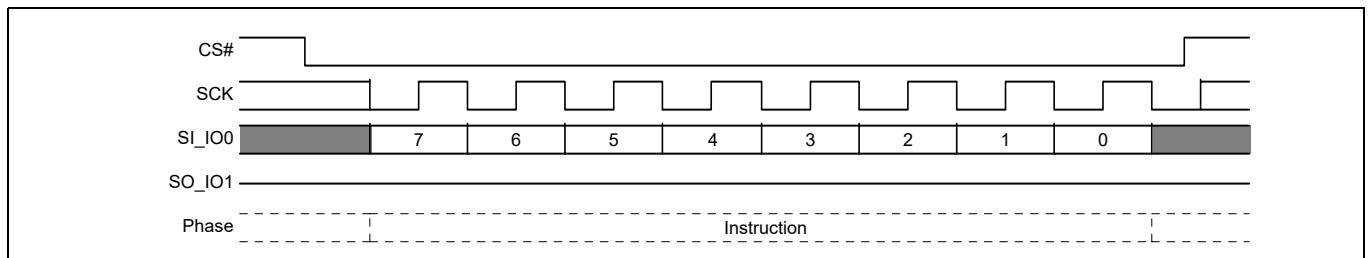 CS#
SCK
SI_IO0 7 6 5 4 3 2 1 0
SO_IO1
Phase Instruction